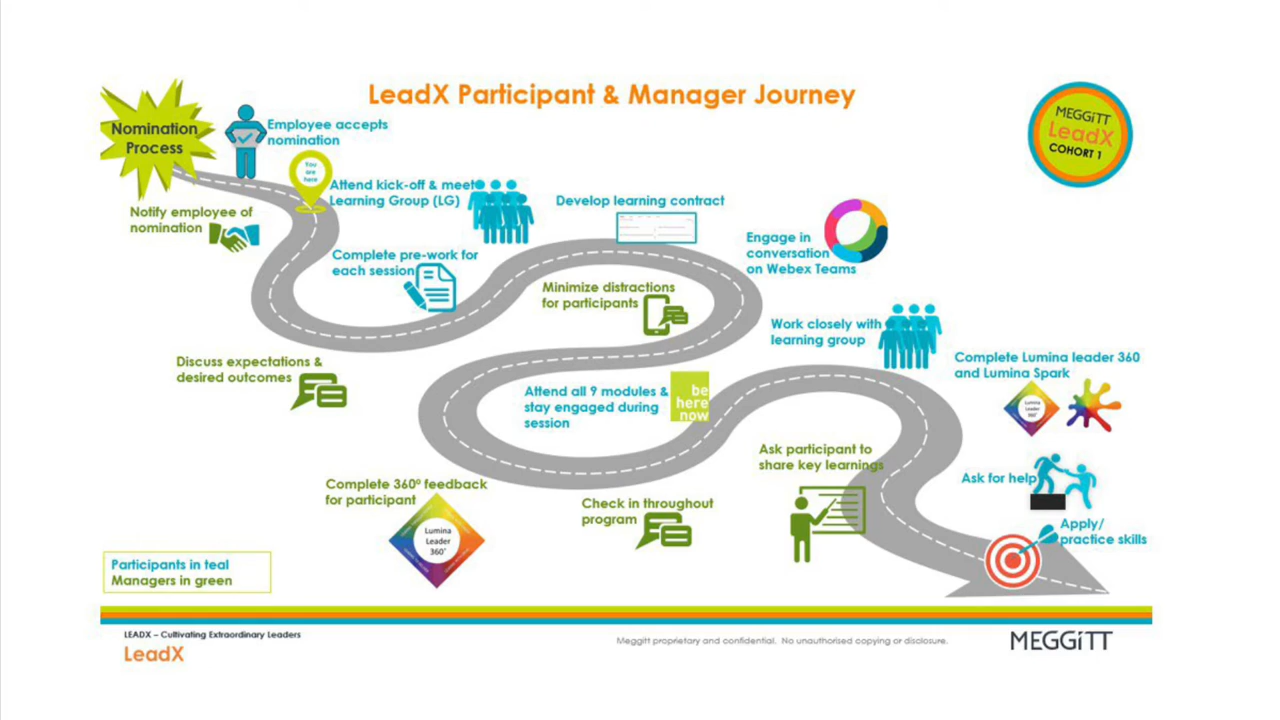 LeadX Participant & Manager Journey
Nomination
Process
Employee accepts
nomination
MEGGiTT
LeadX
COHORT 1
You
are
here
Attend kick-off & meet
Learning Group (LG)
Notify employee of
nomination
Develop learning contract
Engage in
conversation
on Webex Teams
Complete pre-work for
each session
Minimize distractions
for participants
Work closely with
learning group
Discuss expectations &
desired outcomes
Complete Lumina leader 360
and Lumina Spark
Lumina
Leader
360°
Attend all 9 modules &
stay engaged during
session
be
here
now
Ask participant to
share key learnings
Ask for help
Complete 360º feedback
for participant
Lumina
Leader
360°
Check in throughout
program
Apply/
practice skills
Participants in teal
Managers in green
LEADX – Cultivating Extraordinary Leaders
LeadX
Meggitt proprietary and confidential. No unauthorised copying or disclosure.
MEGGiTT